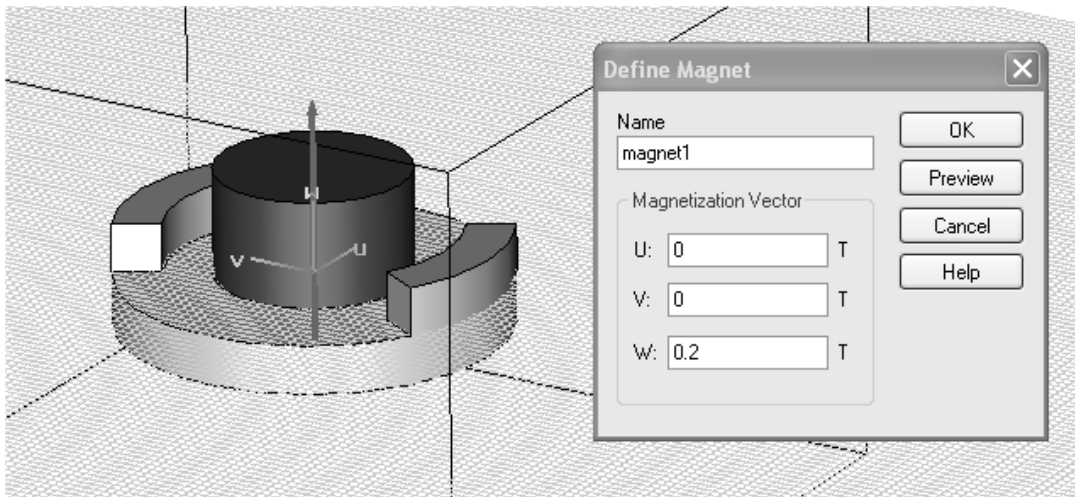 Define Magnet
Name
magnet1
OK
Preview
Cancel
Help
Magnetization Vector
U: 0 T
V: 0 T
W: 0.2 T
W
V
U